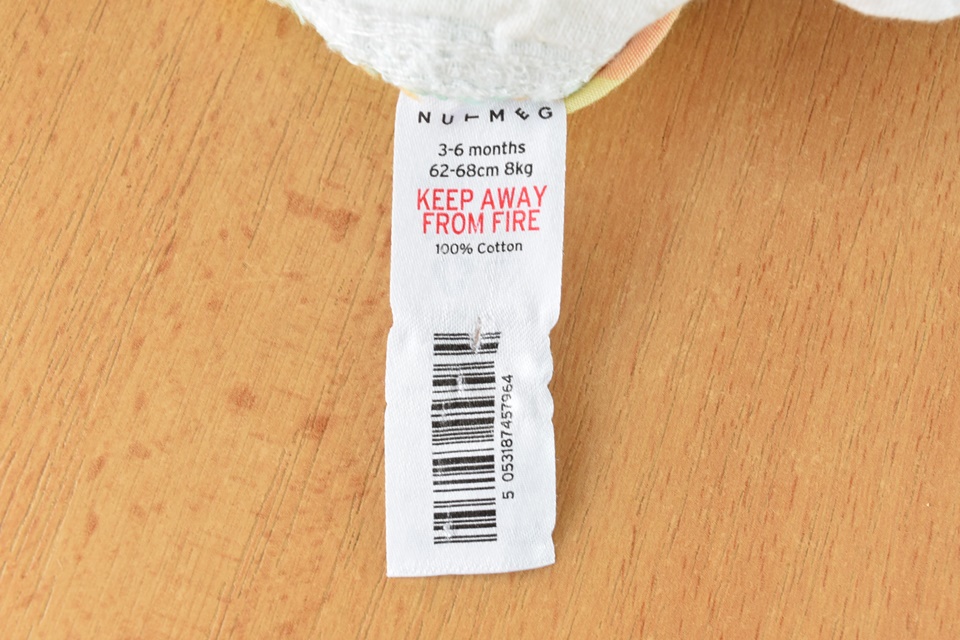 NUTMEG
3-6 months
62-68cm 8kg
KEEP AWAY
FROM FIRE
100% Cotton
5 053187457964